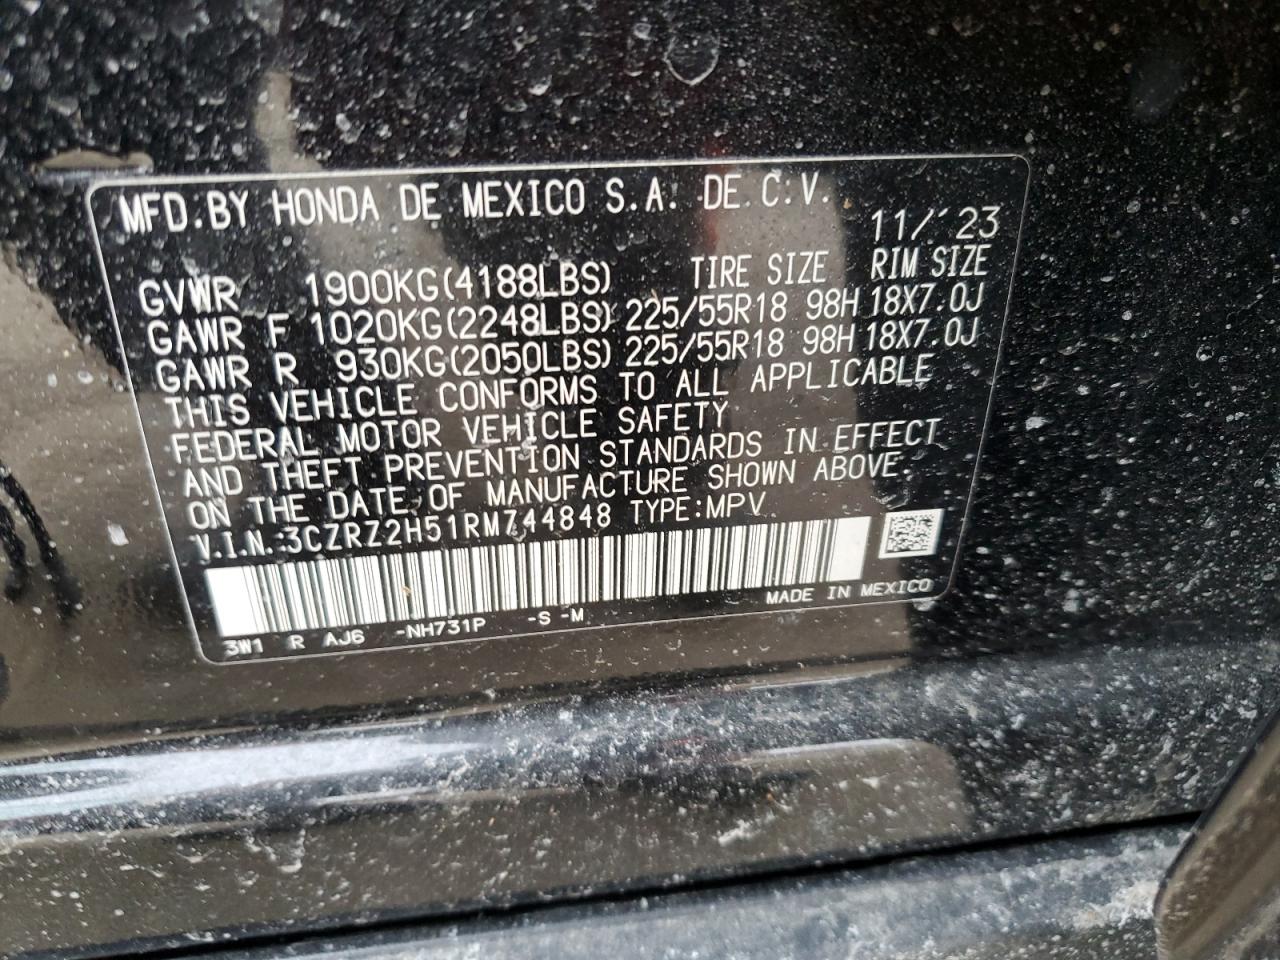 MFD.BY HONDA DE MEXICO S.A. DE C.V.
11/'23
GVWR 1900KG(4188LBS) TIRE SIZE RIM SIZE
GAWR F 1020KG(2248LBS) 225/55R18 98H 18X7.0J
GAWR R 930KG(2050LBS) 225/55R18 98H 18X7.0J
THIS VEHICLE CONFORMS TO ALL APPLICABLE
FEDERAL MOTOR VEHICLE SAFETY
AND THEFT PREVENTION STANDARDS IN EFFECT
ON THE DATE OF MANUFACTURE SHOWN ABOVE.
V.I.N.:3CZRZ2H51RM744848 TYPE:MPV
MADE IN MEXICO
3W1 R AJ6 -NH731P -S -M